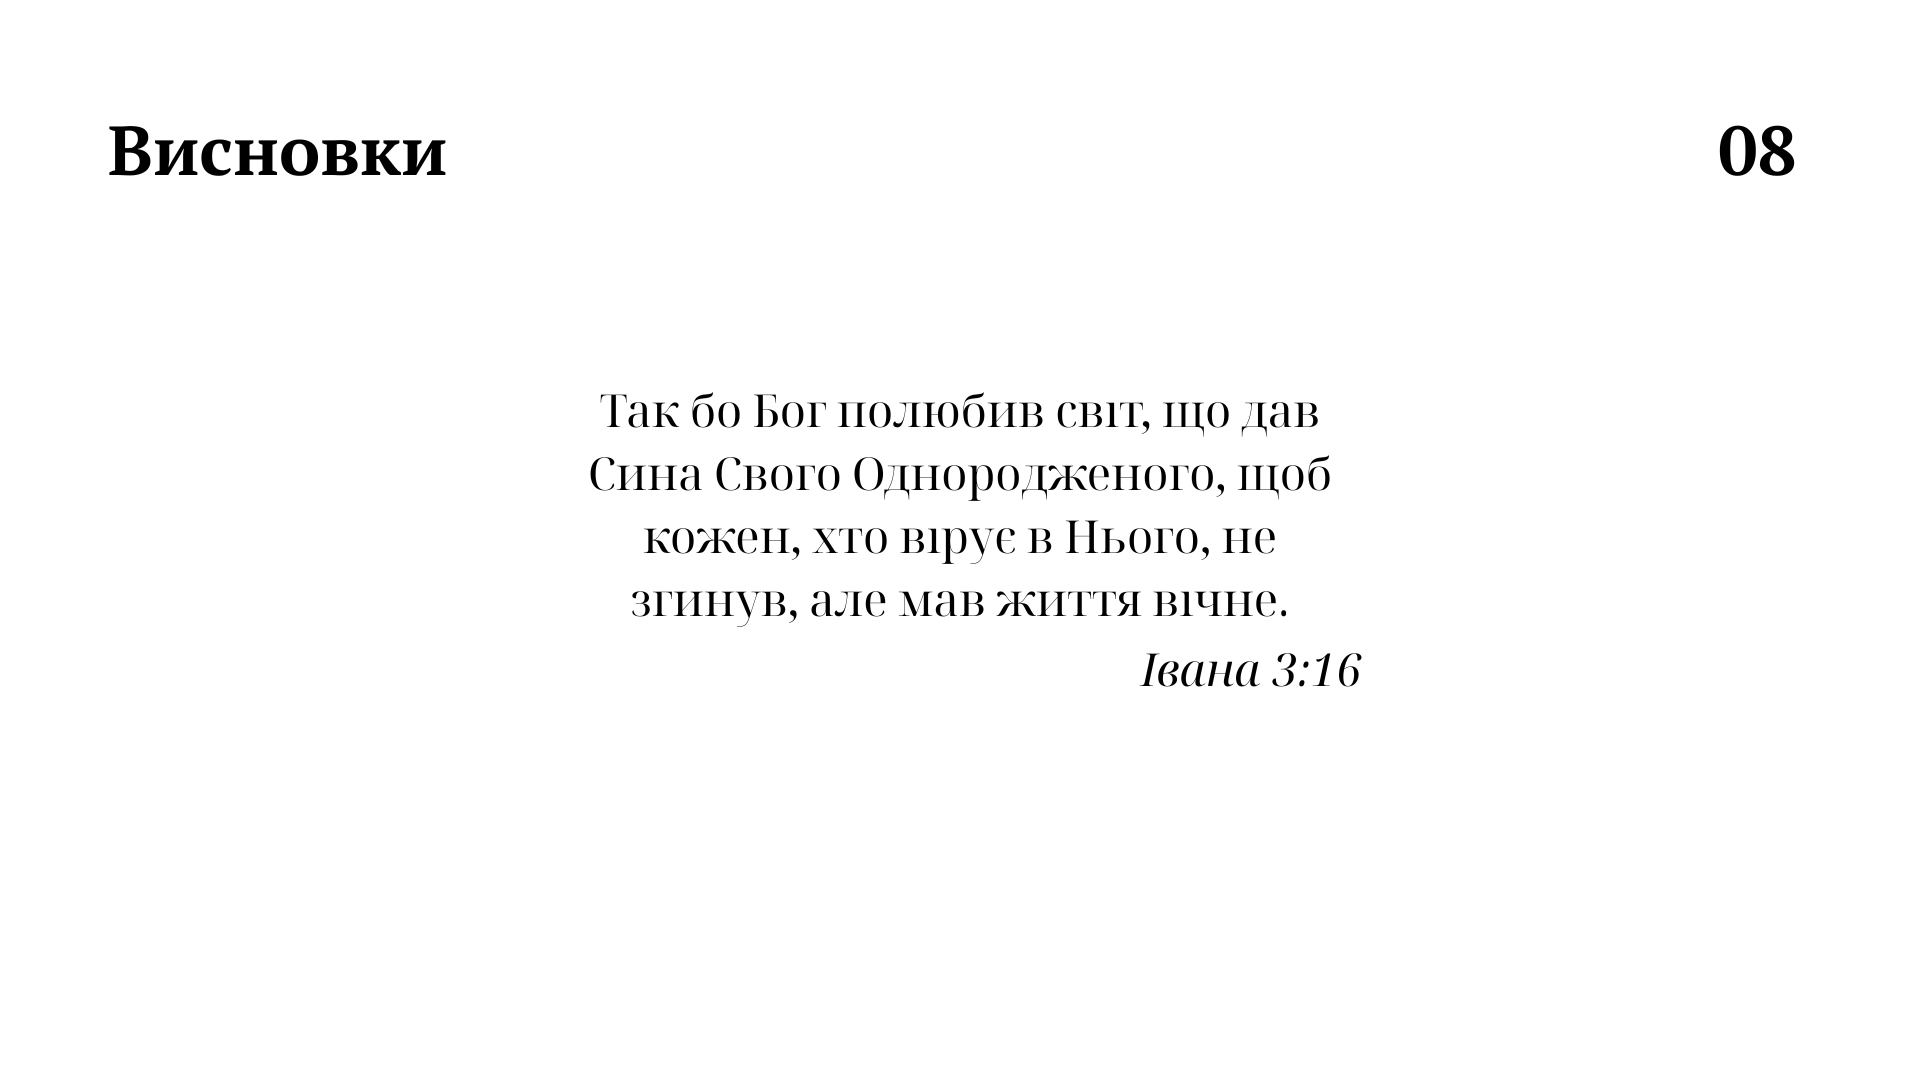 Висновки
08
Так бо Бог полюбив світ, що дав
Сина Свого Однородженого, щоб
кожен, хто вірує в Нього, не
згинув, але мав життя вічне.
Івана 3:16